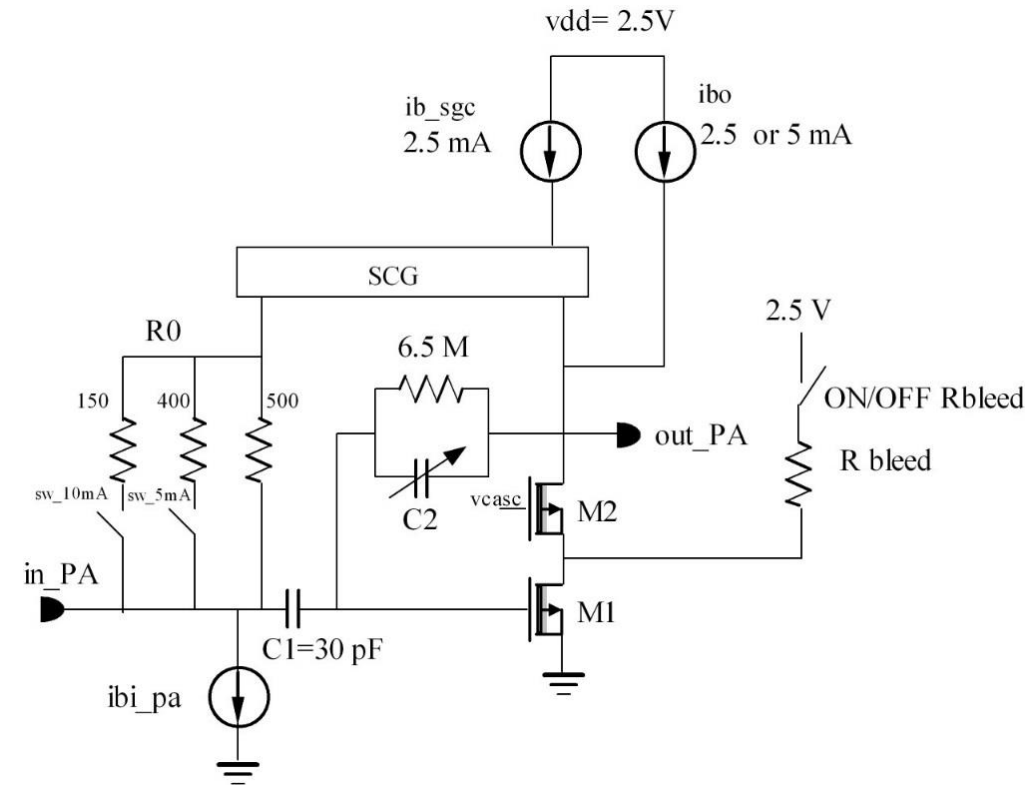 vdd= 2.5V
ib_sgc
2.5 mA
ibo
2.5 or 5 mA
SCG
R0
150
400
500
6.5 M
2.5 V
ON/OFF Rbleed
R bleed
out_PA
sw_10mA
sw_5mA
C2
vcasc
M2
in_PA
C1=30 pF
M1
ibi_pa